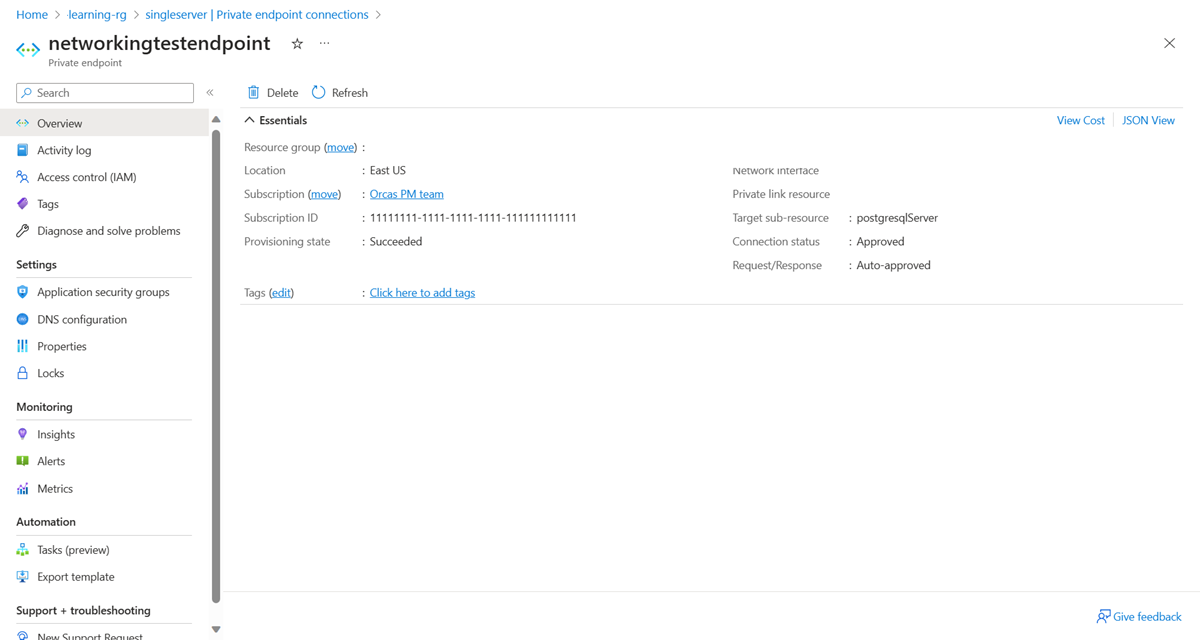 Home > learning-rg > singleserver | Private endpoint connections >
networkingtestendpoint
Private endpoint
Search
Delete Refresh
Overview
Activity log
Access control (IAM)
Tags
Diagnose and solve problems
Settings
Application security groups
DNS configuration
Properties
Locks
Monitoring
Insights
Alerts
Metrics
Automation
Tasks (preview)
Export template
Support + troubleshooting
New Support Request
Essentials
View Cost JSON View
Resource group (move) :
Location : East US
Subscription (move) : Orcas PM team
Subscription ID : 11111111-1111-1111-1111-111111111111
Provisioning state : Succeeded
Network Interface
Private link resource
Target sub-resource : postgresqlServer
Connection status : Approved
Request/Response : Auto-approved
Tags (edit) : Click here to add tags
Give feedback